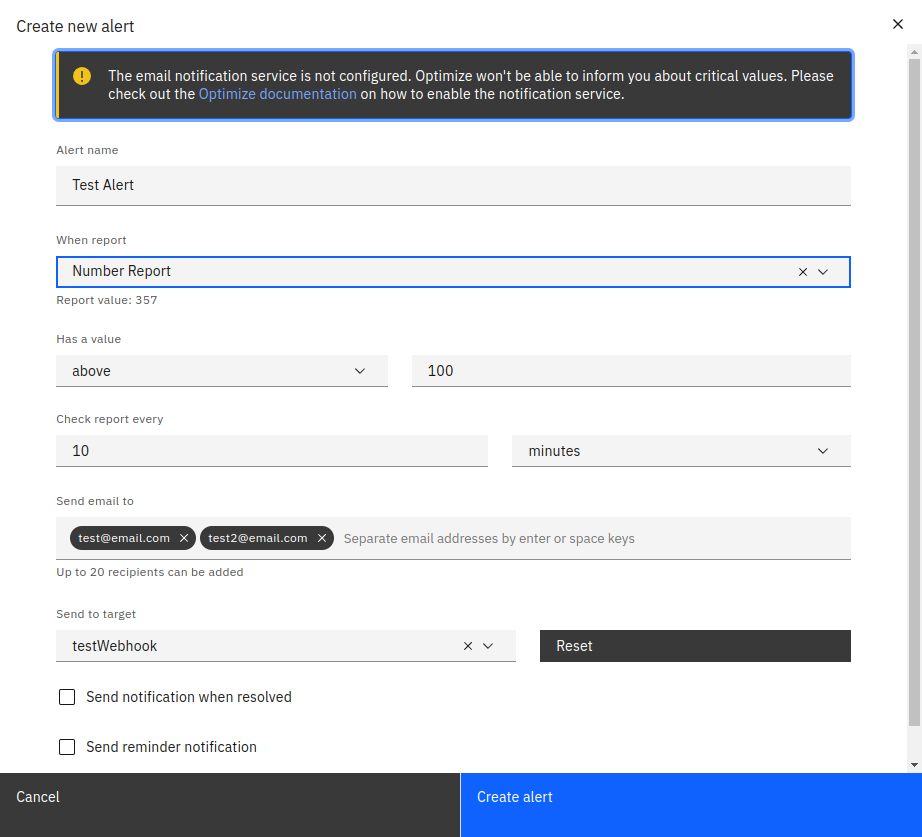 Create new alert
The email notification service is not configured. Optimize won't be able to inform you about critical values. Please
check out the Optimize documentation on how to enable the notification service.
Alert name
Test Alert
When report
Number Report
Report value: 357
Has a value
above
100
Check report every
10
minutes
Send email to
test@email.com
test2@email.com
Separate email addresses by enter or space keys
Up to 20 recipients can be added
Send to target
testWebhook
Reset
Send notification when resolved
Send reminder notification
Cancel
Create alert